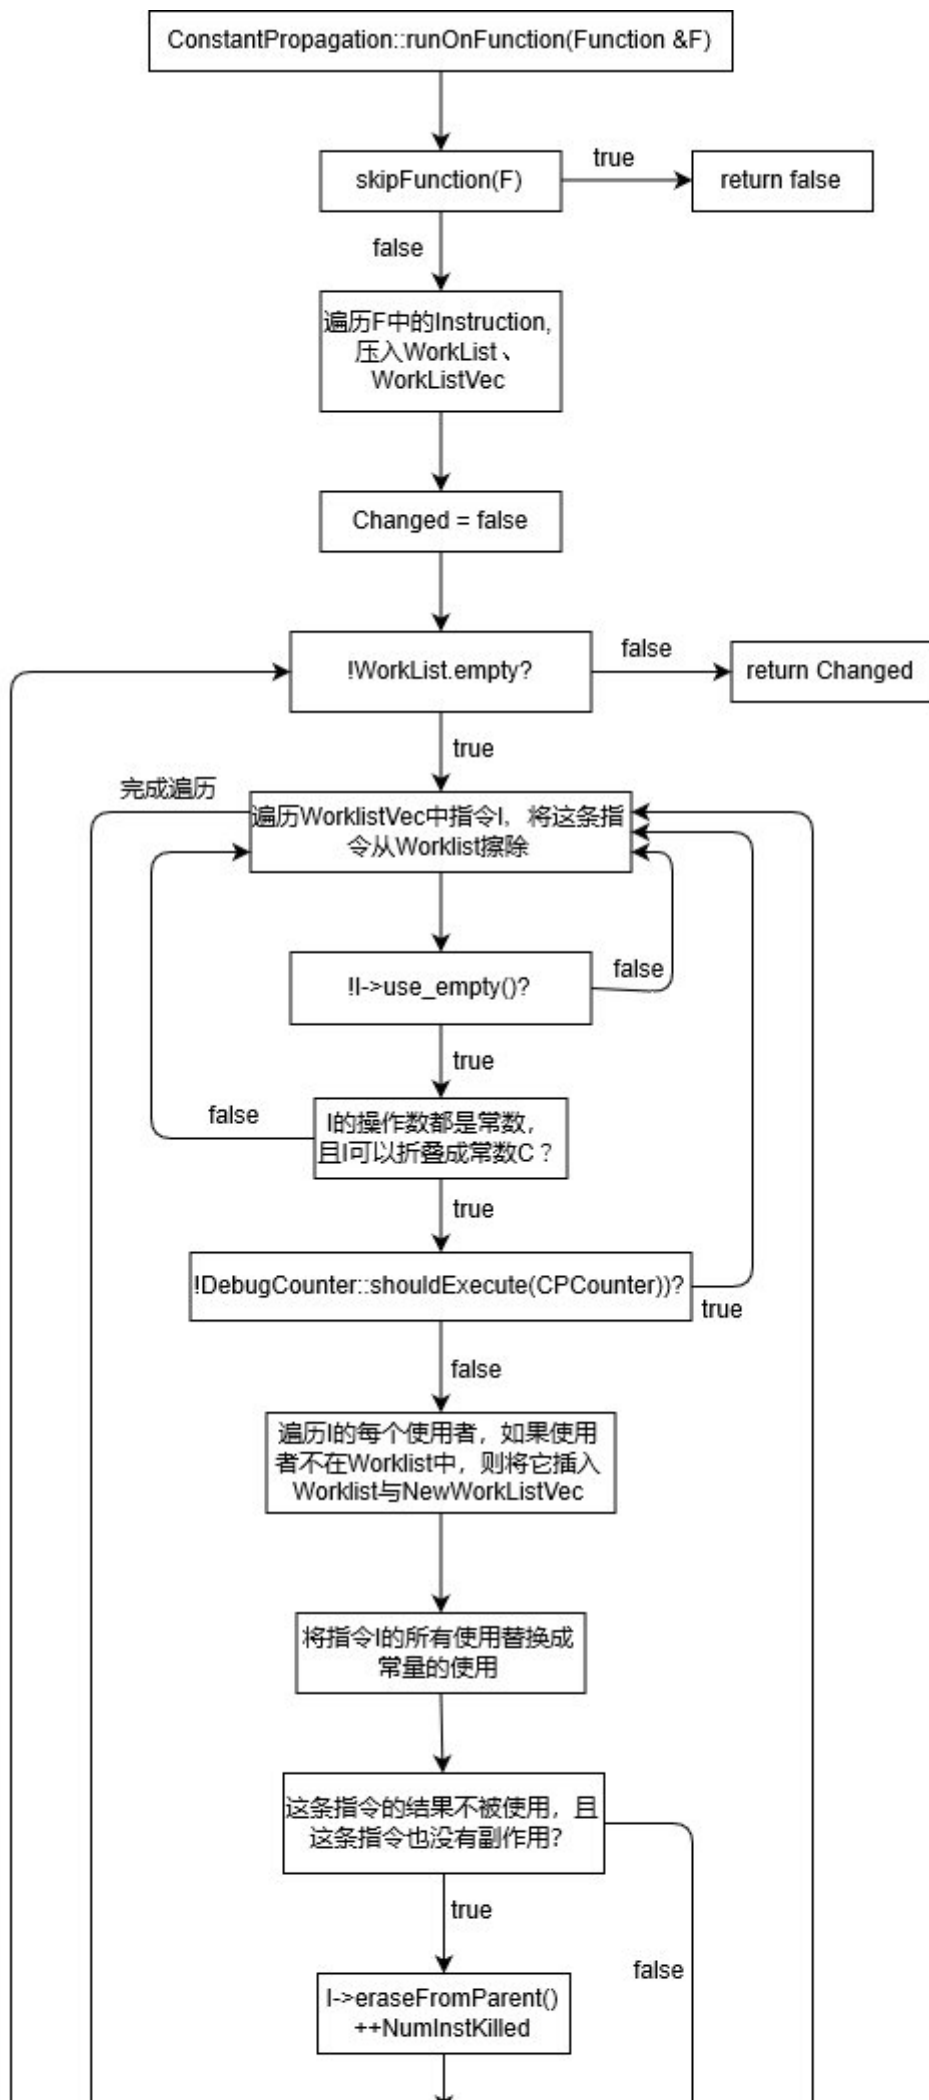 ConstantPropagation::runOnFunction(Function &F)
skipFunction(F)
true
return false
false
遍历F中的Instruction,
压入WorkList、
WorkListVec
Changed = false
!WorkList.empty?
false
return Changed
true
完成遍历
遍历WorklistVec中指令I，将这条指
令从Worklist擦除
!I->use_empty()?
false
true
false
I的操作数都是常数，
且I可以折叠成常数C？
true
!DebugCounter::shouldExecute(CPCounter))?
true
false
遍历I的每个使用者，如果使用
者不在Worklist中，则将它插入
Worklist与NewWorkListVec
将指令I的所有使用替换成
常量的使用
这条指令的结果不被使用，且
这条指令也没有副作用？
true
false
I->eraseFromParent()
++NumInstKilled